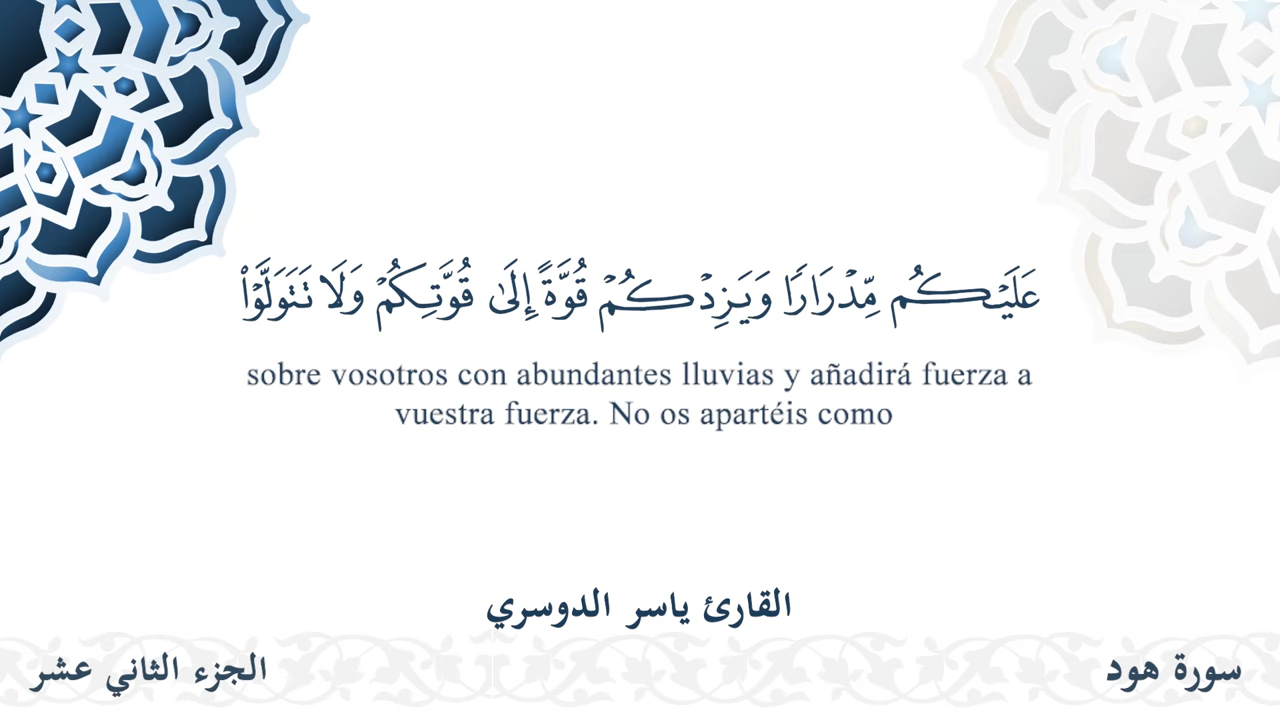 عَلَيْكُم مِّدْرَارًا وَيَزِدْكُمْ قُوَّةً إِلَىٰ قُوَّتِكُمْ وَلَا تَتَوَلَّوْا۟
sobre vosotros con abundantes lluvias y añadirá fuerza a
vuestra fuerza. No os apartéis como
القارئ ياسر الدوسري
سورة هود
الجزء الثاني عشر